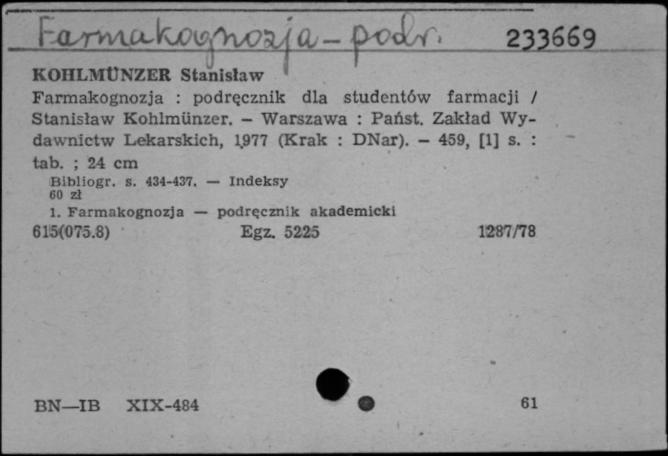 Farmakognozja – podr. 233669
KOHLMÜNZER Stanisław
Farmakognozja : podręcznik dla studentów farmacji /
Stanisław Kohlmünzer. – Warszawa : Państ. Zakład Wy-
dawnictw Lekarskich, 1977 (Krak : DNar). – 459, [1] s. :
tab. ; 24 cm
Bibliogr. s. 434-437. — Indeksy
60 zł
1. Farmakognozja — podręcznik akademicki
615(075.8) Egz. 5225 1287/78
BN—IB XIX-484 61